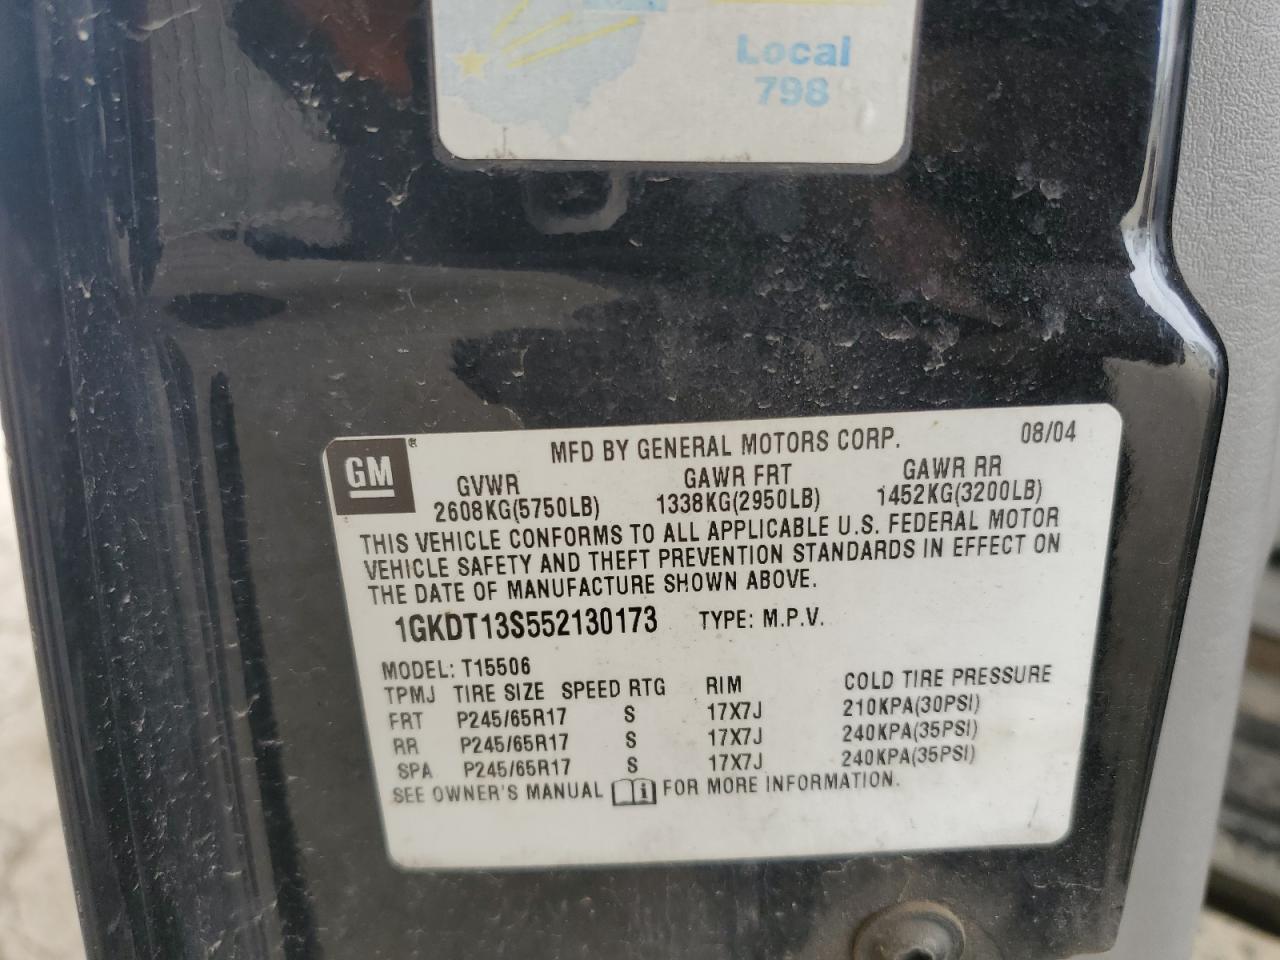 Local
798
GM ®
MFD BY GENERAL MOTORS CORP. 08/04
GVWR GAWR FRT GAWR RR
2608KG(5750LB) 1338KG(2950LB) 1452KG(3200LB)
THIS VEHICLE CONFORMS TO ALL APPLICABLE U.S. FEDERAL MOTOR
VEHICLE SAFETY AND THEFT PREVENTION STANDARDS IN EFFECT ON
THE DATE OF MANUFACTURE SHOWN ABOVE.
1GKDT13S552130173 TYPE: M.P.V.
MODEL: T15506
TPMJ TIRE SIZE SPEED RTG RIM COLD TIRE PRESSURE
FRT P245/65R17 S 17X7J 210KPA(30PSI)
RR P245/65R17 S 17X7J 240KPA(35PSI)
SPA P245/65R17 S 17X7J 240KPA(35PSI)
SEE OWNER'S MANUAL i FOR MORE INFORMATION.